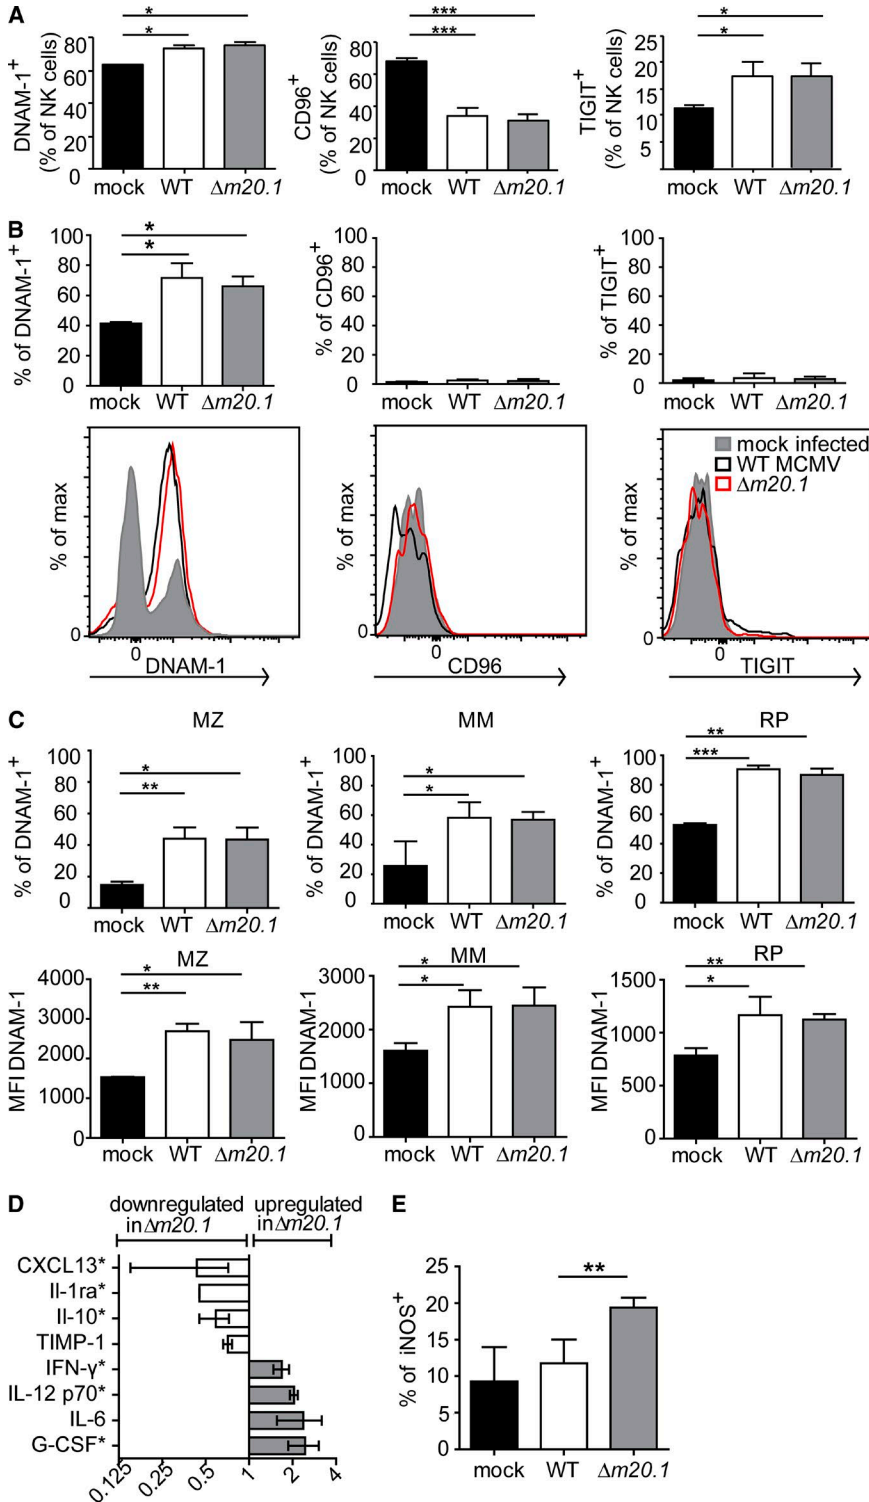 A
DNAM-1+
(% of NK cells)
80
60
40
20
0
*
*
mock WT Δm20.1
CD96+
(% of NK cells)
80
60
40
20
0
***
***
mock WT Δm20.1
TIGIT+
(% of NK cells)
25
20
15
10
5
*
*
mock WT Δm20.1
B
% of DNAM-1+
100
80
60
40
20
0
*
*
mock WT Δm20.1
% of CD96+
100
80
60
40
20
0
mock WT Δm20.1
% of TIGIT+
100
80
60
40
20
0
mock WT Δm20.1
% of max
0
0
DNAM-1
% of max
0
0
CD96
% of max
0
0
TIGIT
mock infected
WT MCMV
Δm20.1
C
MZ
% of DNAM-1+
100
80
60
40
20
0
*
**
mock WT Δm20.1
MM
% of DNAM-1+
100
80
60
40
20
0
*
*
mock WT Δm20.1
RP
% of DNAM-1+
100
80
60
40
20
0
**
***
mock WT Δm20.1
MZ
MFI DNAM-1
4000
3000
2000
1000
0
*
**
mock WT Δm20.1
MM
MFI DNAM-1
3000
2000
1000
0
*
*
mock WT Δm20.1
RP
MFI DNAM-1
1500
1000
500
0
**
*
mock WT Δm20.1
D
downregulated
inΔm20.1
upregulated
inΔm20.1
CXCL13*
Il-1ra*
Il-10*
TIMP-1
IFN-γ*
IL-12 p70*
IL-6
G-CSF*
0.125 0.25 0.5 1 2 4
E
% of iNOS+
25
20
15
10
5
0
**
mock WT Δm20.1